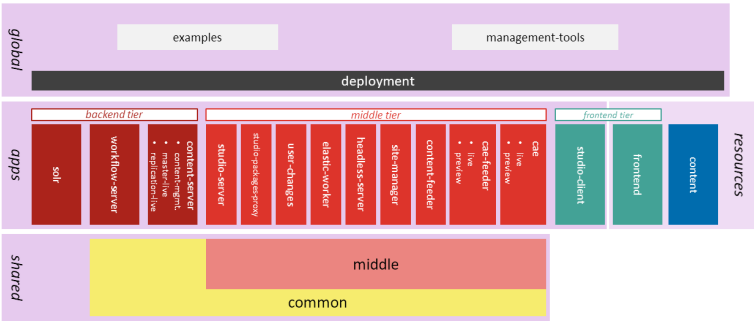 global
examples
management-tools
deployment
apps
backend tier
middle tier
frontend tier
solr
workflow-server
content-server
• content-mgmt.
• master-live
• replication-live
studio-server
studio-packages-proxy
user-changes
elastic-worker
headless-server
site-manager
content-feeder
cae-feeder
• live
• preview
cae
• live
• preview
studio-client
frontend
content
resources
shared
middle
common